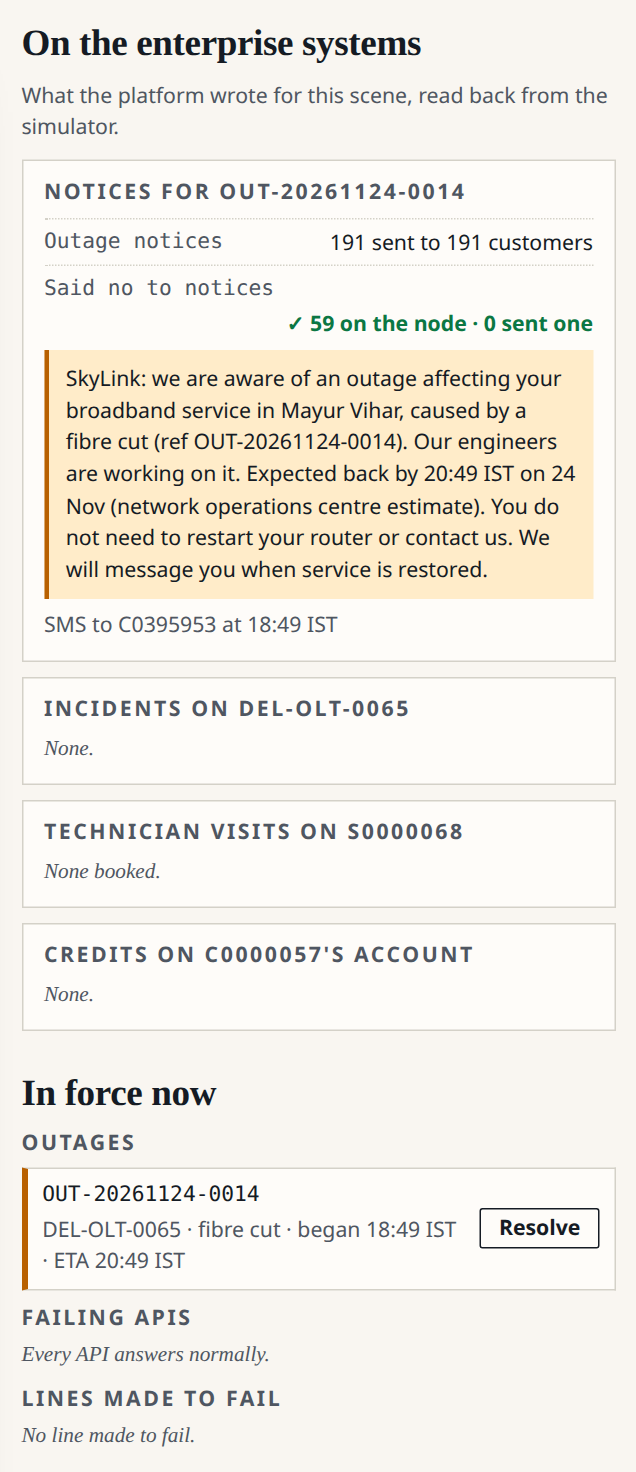 On the enterprise systems
What the platform wrote for this scene, read back from the
simulator.
NOTICES FOR OUT-20261124-0014
Outage notices 191 sent to 191 customers
Said no to notices
✓ 59 on the node · 0 sent one
SkyLink: we are aware of an outage affecting your
broadband service in Mayur Vihar, caused by a
fibre cut (ref OUT-20261124-0014). Our engineers
are working on it. Expected back by 20:49 IST on 24
Nov (network operations centre estimate). You do
not need to restart your router or contact us. We
will message you when service is restored.
SMS to C0395953 at 18:49 IST
INCIDENTS ON DEL-OLT-0065
None.
TECHNICIAN VISITS ON S0000068
None booked.
CREDITS ON C0000057'S ACCOUNT
None.
In force now
OUTAGES
OUT-20261124-0014
DEL-OLT-0065 · fibre cut · began 18:49 IST
· ETA 20:49 IST
Resolve
FAILING APIS
Every API answers normally.
LINES MADE TO FAIL
No line made to fail.